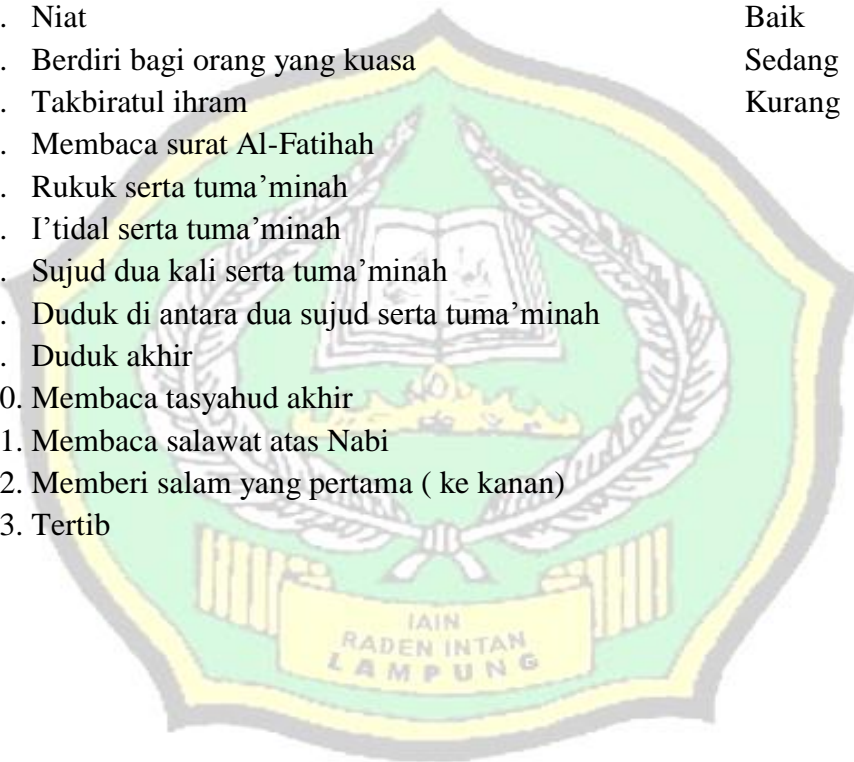 . Niat Baik
. Berdiri bagi orang yang kuasa Sedang
. Takbiratul ihram Kurang
. Membaca surat Al-Fatihah
. Rukuk serta tuma’minah
. I’tidal serta tuma’minah
. Sujud dua kali serta tuma’minah
. Duduk di antara dua sujud serta tuma’minah
. Duduk akhir
0. Membaca tasyahud akhir
1. Membaca salawat atas Nabi
2. Memberi salam yang pertama ( ke kanan)
3. Tertib
IAIN
RADEN INTAN
LAMPUNG